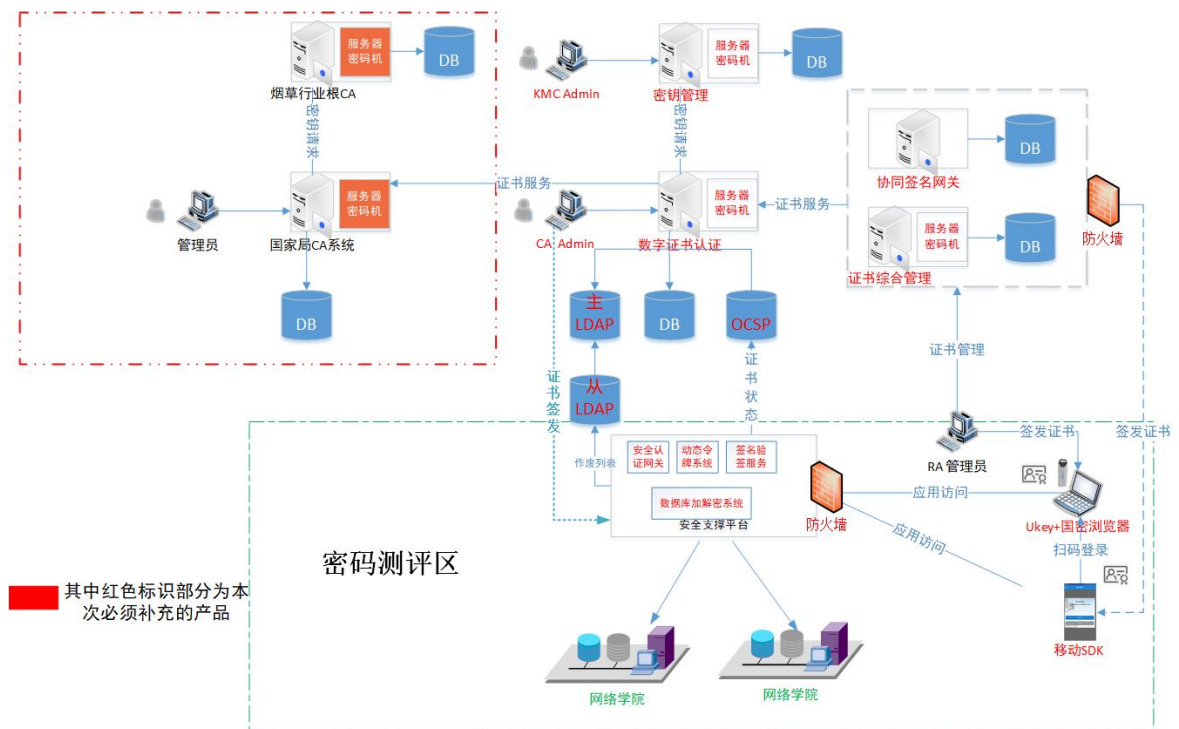 服务器
密码机
DB
烟草行业根CA
密钥请求
服务器
密码机
管理员
国家局CA系统
DB
KMC Admin
服务器
密码机
密钥管理
DB
密钥请求
证书服务
服务器
密码机
CA Admin
数字证书认证
证书服务
协同签名网关
DB
服务器
密码机
证书综合管理
DB
防火墙
主
LDAP
DB
OCSP
从
LDAP
证书签发
证书状态
证书管理
作废列表
安全认
证网关
动态令
牌系统
签名验
签服务
数据库加解密系统
安全支撑平台
防火墙
RA 管理员
签发证书
签发证书
应用访问
Ukey+国密浏览器
应用访问
扫码登录
移动SDK
密码测评区
其中红色标识部分为本
次必须补充的产品
网络学院
网络学院